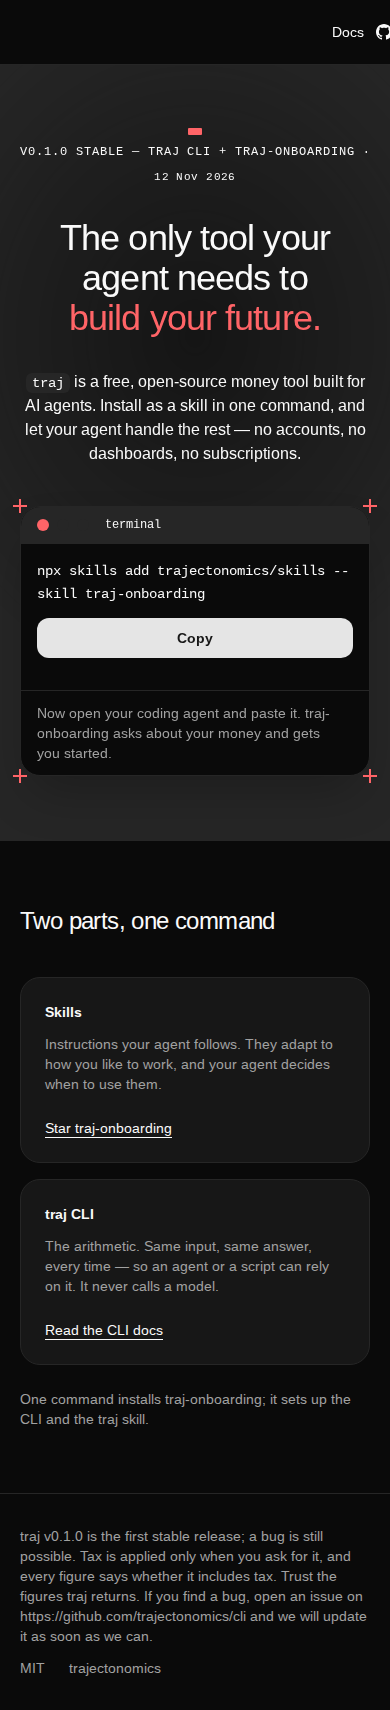 Docs
V0.1.0 STABLE — TRAJ CLI + TRAJ-ONBOARDING ·
12 Nov 2026
The only tool your
agent needs to
build your future.
traj is a free, open-source money tool built for
AI agents. Install as a skill in one command, and
let your agent handle the rest — no accounts, no
dashboards, no subscriptions.
terminal
npx skills add trajectonomics/skills --
skill traj-onboarding
Copy
Now open your coding agent and paste it. traj-
onboarding asks about your money and gets
you started.
Two parts, one command
Skills
Instructions your agent follows. They adapt to
how you like to work, and your agent decides
when to use them.
Star traj-onboarding
traj CLI
The arithmetic. Same input, same answer,
every time — so an agent or a script can rely
on it. It never calls a model.
Read the CLI docs
One command installs traj-onboarding; it sets up the
CLI and the traj skill.
traj v0.1.0 is the first stable release; a bug is still
possible. Tax is applied only when you ask for it, and
every figure says whether it includes tax. Trust the
figures traj returns. If you find a bug, open an issue on
https://github.com/trajectonomics/cli and we will update
it as soon as we can.
MIT trajectonomics